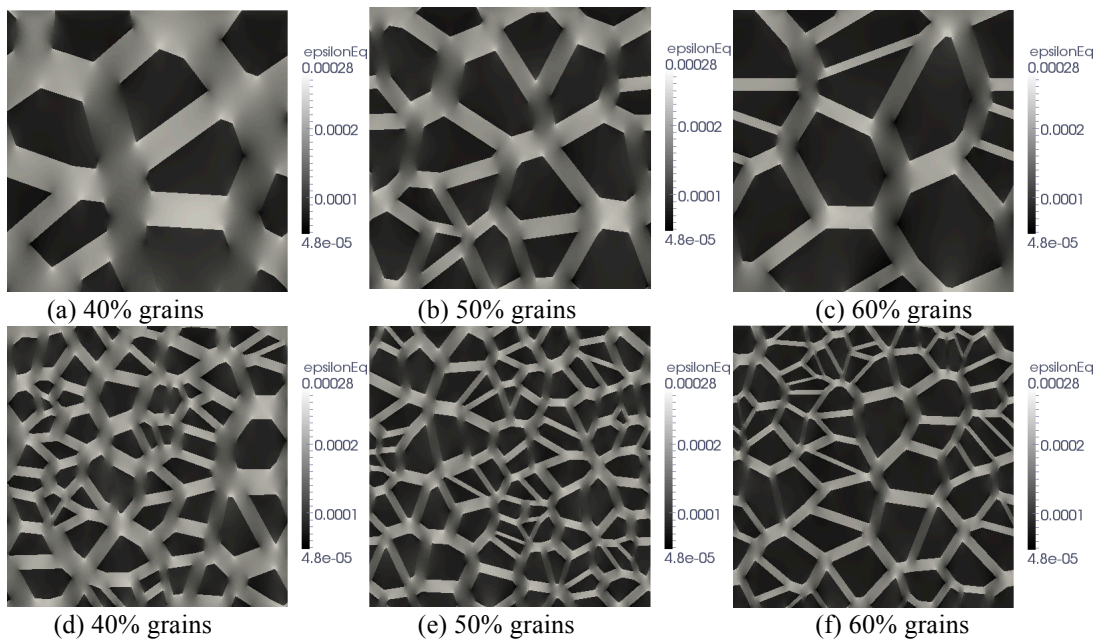 epsilonEq
0.00028
0.0002
0.0001
4.8e-05
epsilonEq
0.00028
0.0002
0.0001
4.8e-05
epsilonEq
0.00028
0.0002
0.0001
4.8e-05
(a) 40% grains
(b) 50% grains
(c) 60% grains
epsilonEq
0.00028
0.0002
0.0001
4.8e-05
epsilonEq
0.00028
0.0002
0.0001
4.8e-05
epsilonEq
0.00028
0.0002
0.0001
4.8e-05
(d) 40% grains
(e) 50% grains
(f) 60% grains